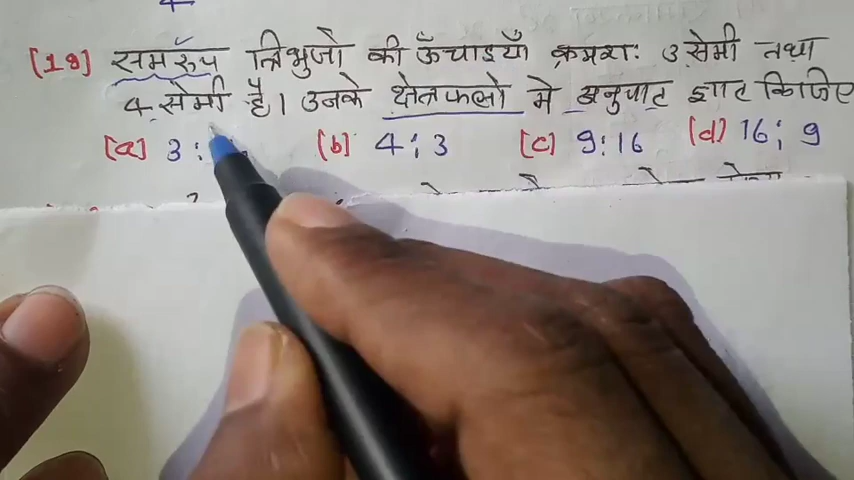 [18] समरूप त्रिभुजो की ऊँचाइयाँ क्रमशः 3 सेमी तथा
4 सेमी है। उनके क्षेत्रफलो मे अनुपात ज्ञात किजिए
[a] 3 : [b] 4 : 3 [c] 9 : 16 [d] 16 : 9